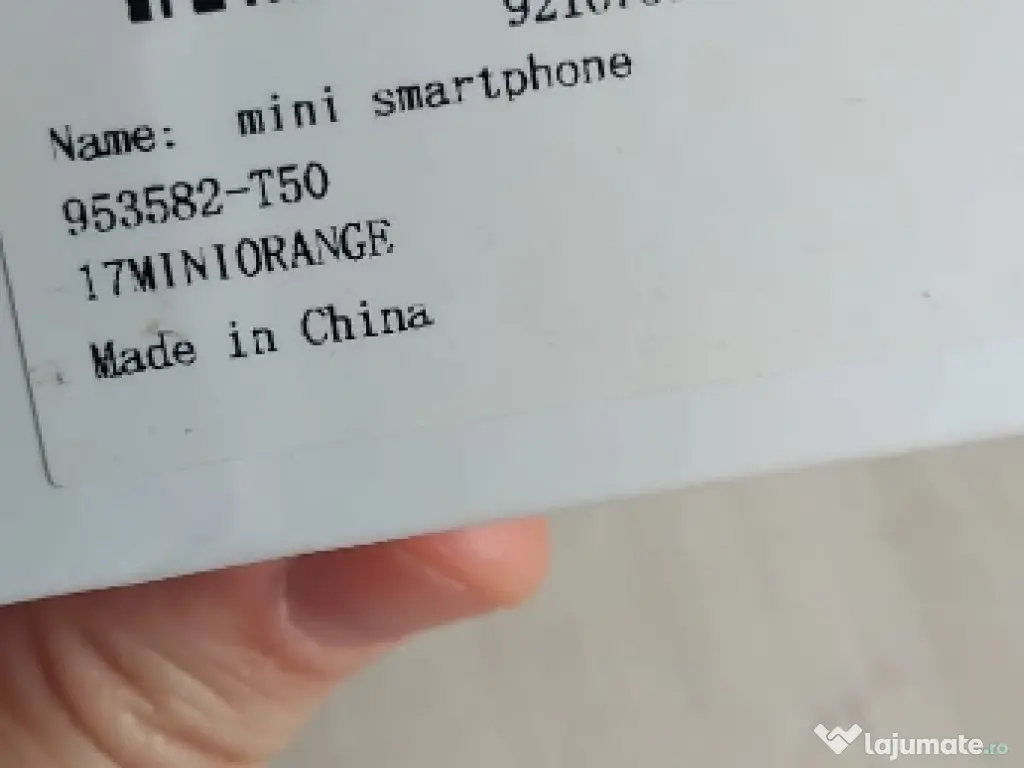 Name: mini smartphone
953582-T50
17MINIORANGE
Made in China
lajumate.ro